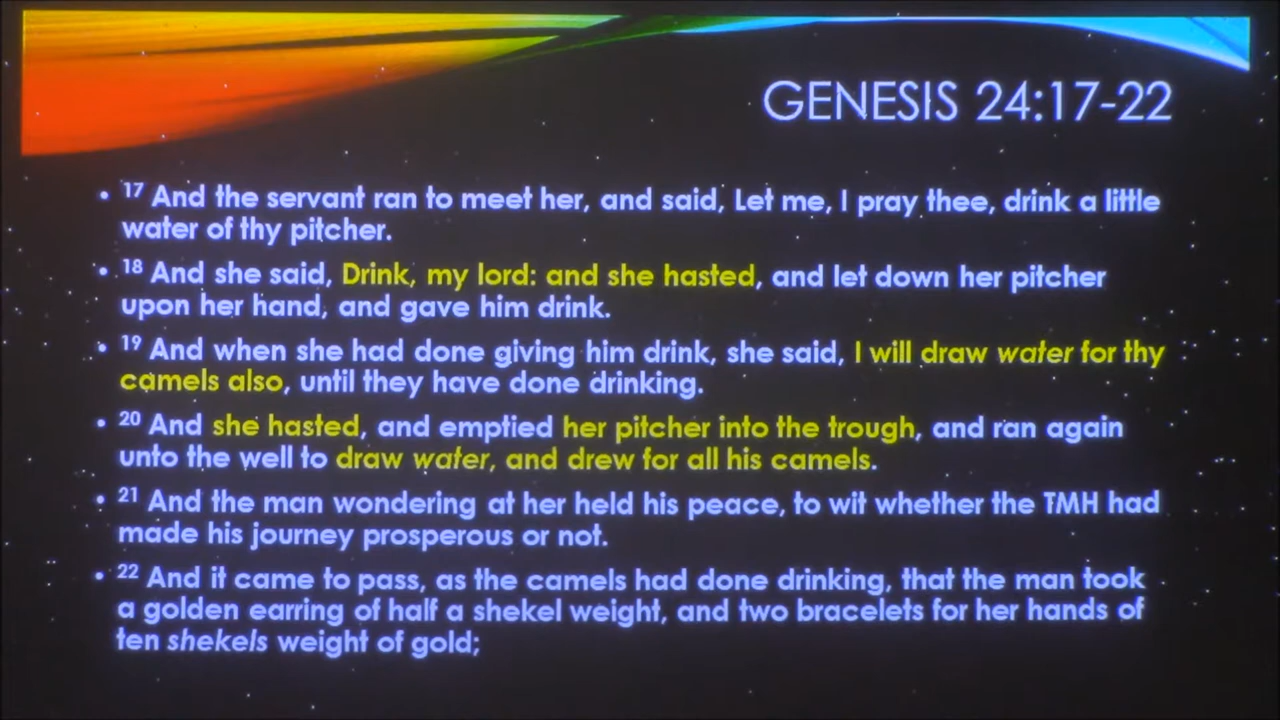 GENESIS 24:17-22
• 17 And the servant ran to meet her, and said, Let me, I pray thee, drink a little
water of thy pitcher.
• 18 And she said, Drink, my lord: and she hasted, and let down her pitcher
upon her hand, and gave him drink.
• 19 And when she had done giving him drink, she said, I will draw water for thy
camels also, until they have done drinking.
• 20 And she hasted, and emptied her pitcher into the trough, and ran again
unto the well to draw water, and drew for all his camels.
• 21 And the man wondering at her held his peace, to wit whether the TMH had
made his journey prosperous or not.
• 22 And it came to pass, as the camels had done drinking, that the man took
a golden earring of half a shekel weight, and two bracelets for her hands of
ten shekels weight of gold;